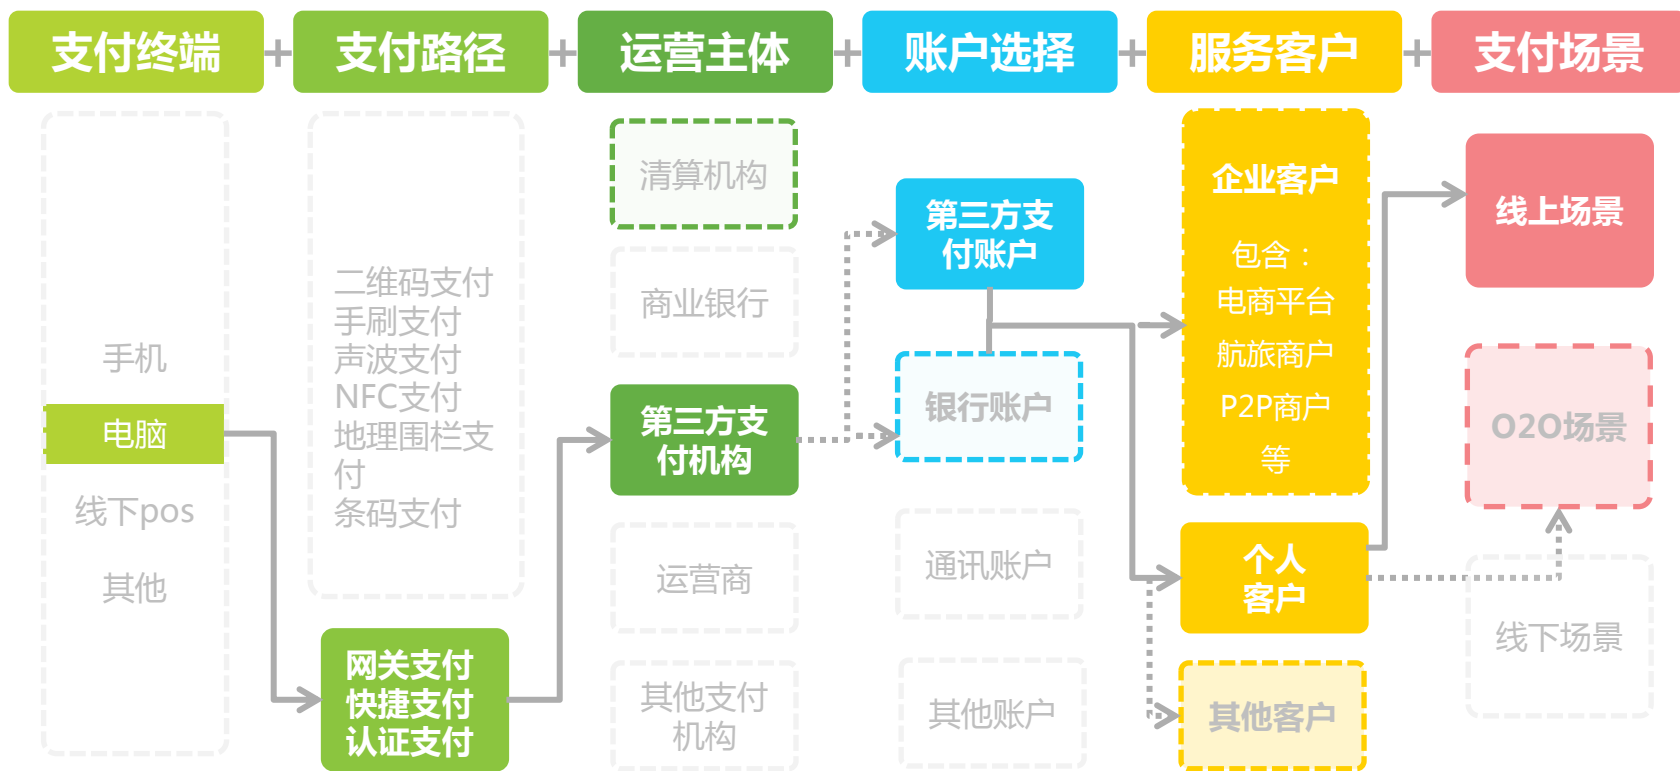 支付终端
支付路径
运营主体
账户选择
服务客户
支付场景
手机
电脑
线下pos
其他
二维码支付
手刷支付
声波支付
NFC支付
地理围栏支
付
条码支付
网关支付
快捷支付
认证支付
清算机构
商业银行
第三方支
付机构
运营商
其他支付
机构
第三方支
付账户
银行账户
通讯账户
其他账户
企业客户
包含：
电商平台
航旅商户
P2P商户
等
个人
客户
其他客户
线上场景
O2O场景
线下场景